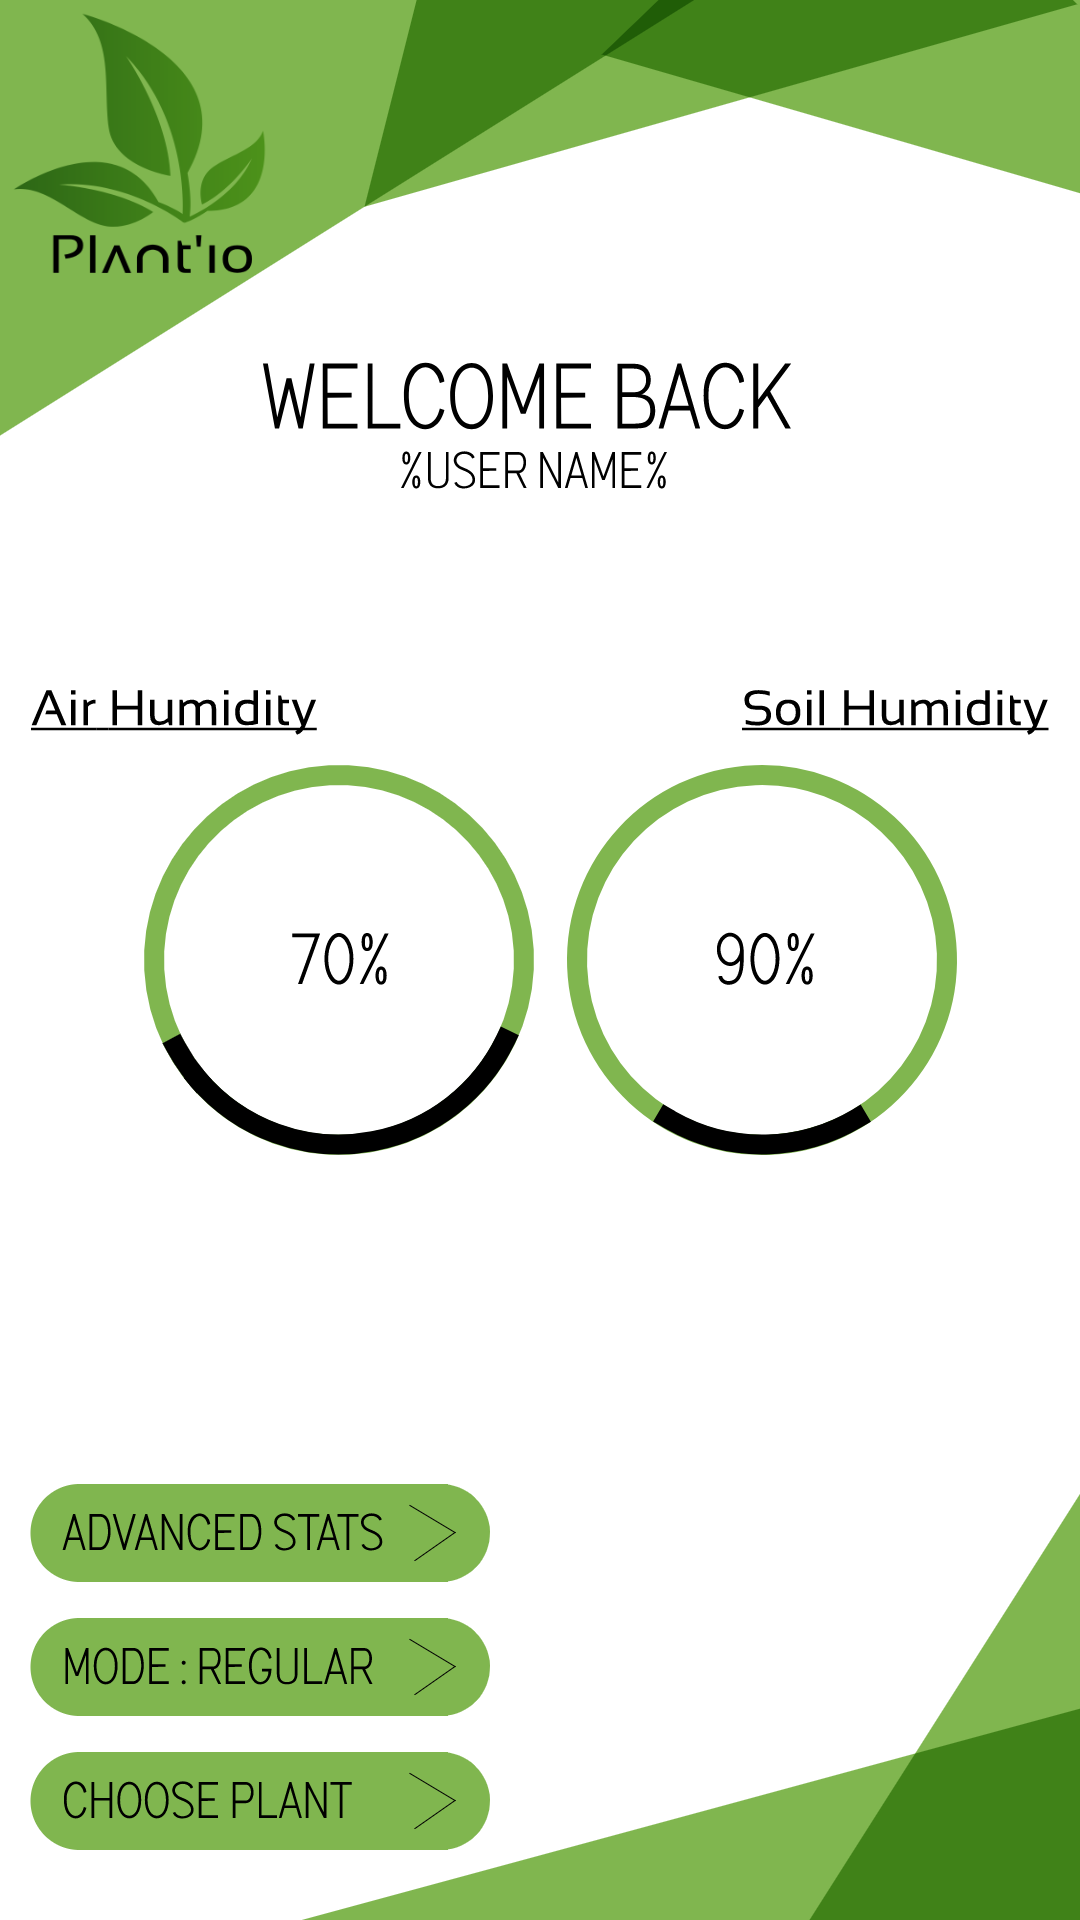 Plant'io
WELCOME BACK
%USER NAME%
Air Humidity
Soil Humidity
70%
90%
ADVANCED STATS
MODE : REGULAR
CHOOSE PLANT